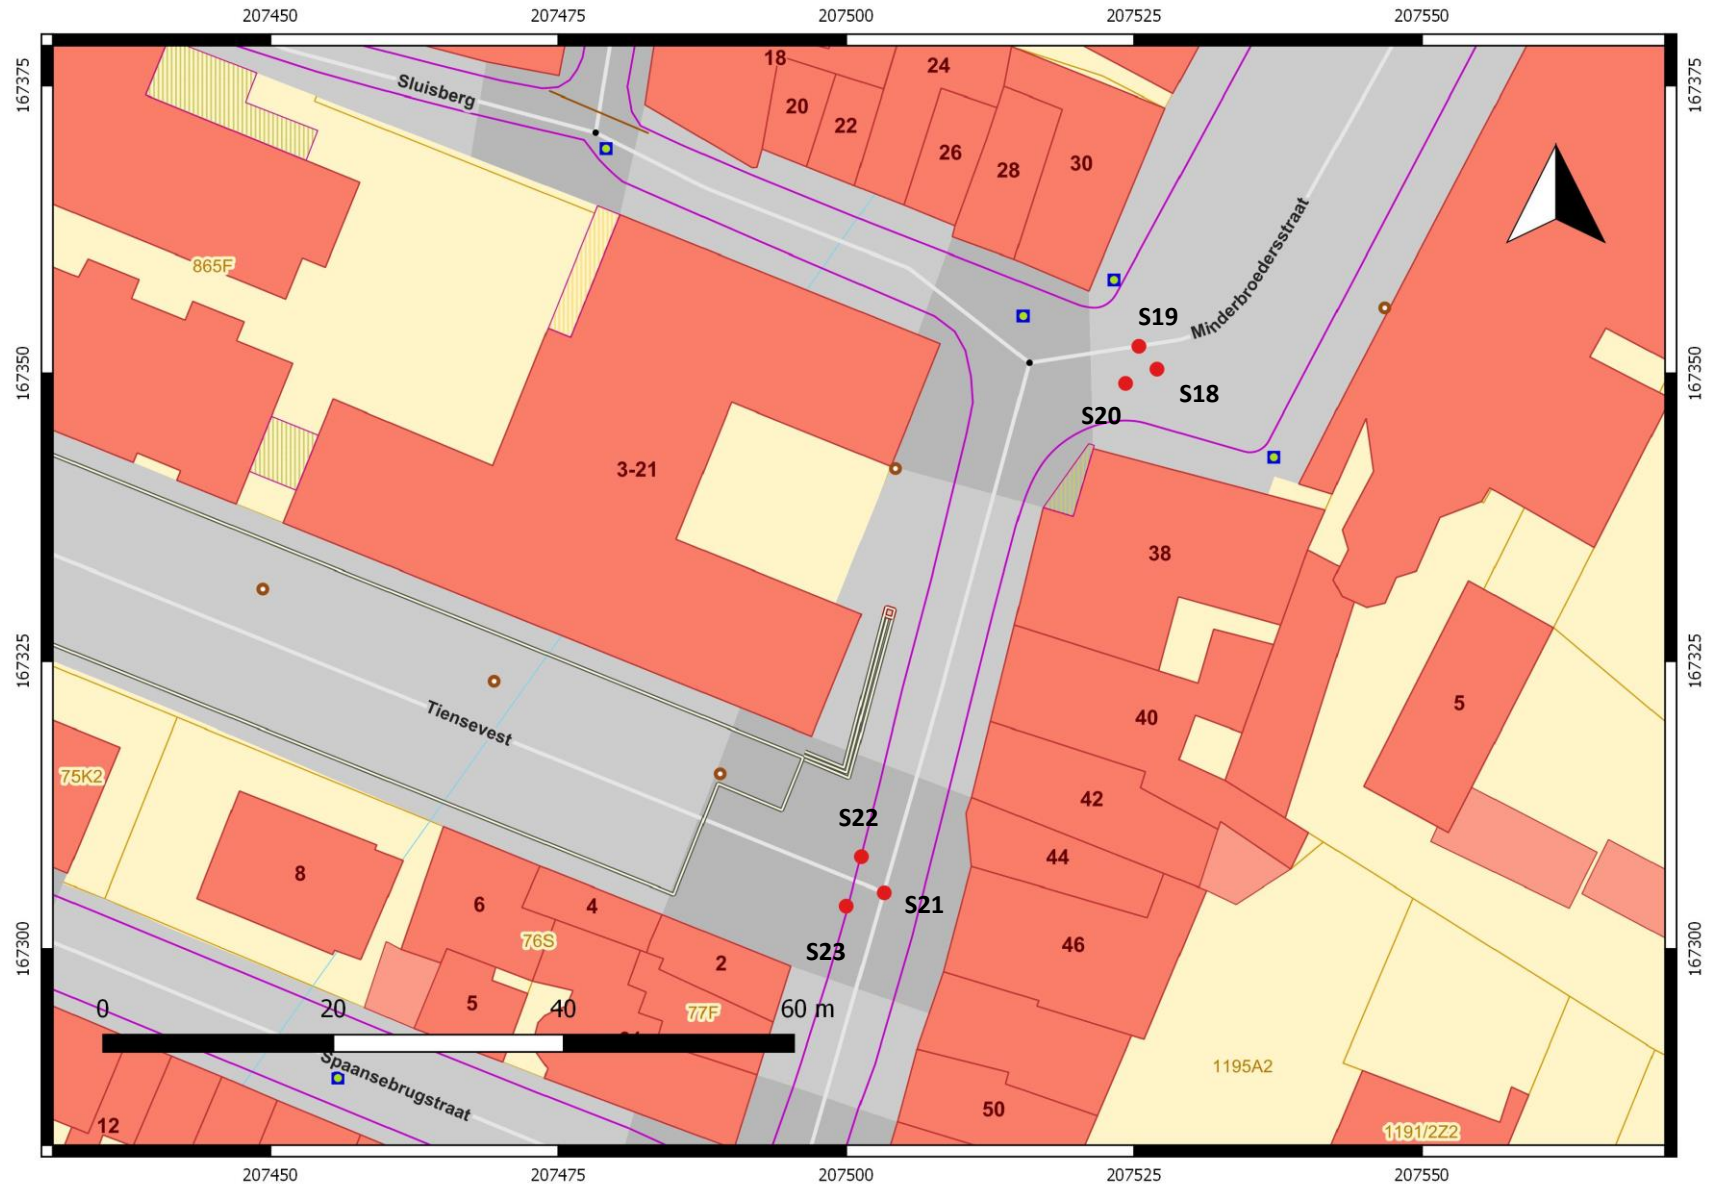 207450 207475 207500 207525 207550
167375
167375
Sluisberg
18
20
22
24
26
28
30
865F
Minderbroedersstraat
S19
167350
167350
S18
S20
3-21
38
167325
167325
40
5
Tiensevest
75K2
42
S22
44
8
6
4
S21
76S
46
S23
2
167300
167300
5
77F
0 20 40 60 m
Spaansebrugstraat
1195A2
50
12
1191/2Z2
207450 207475 207500 207525 207550